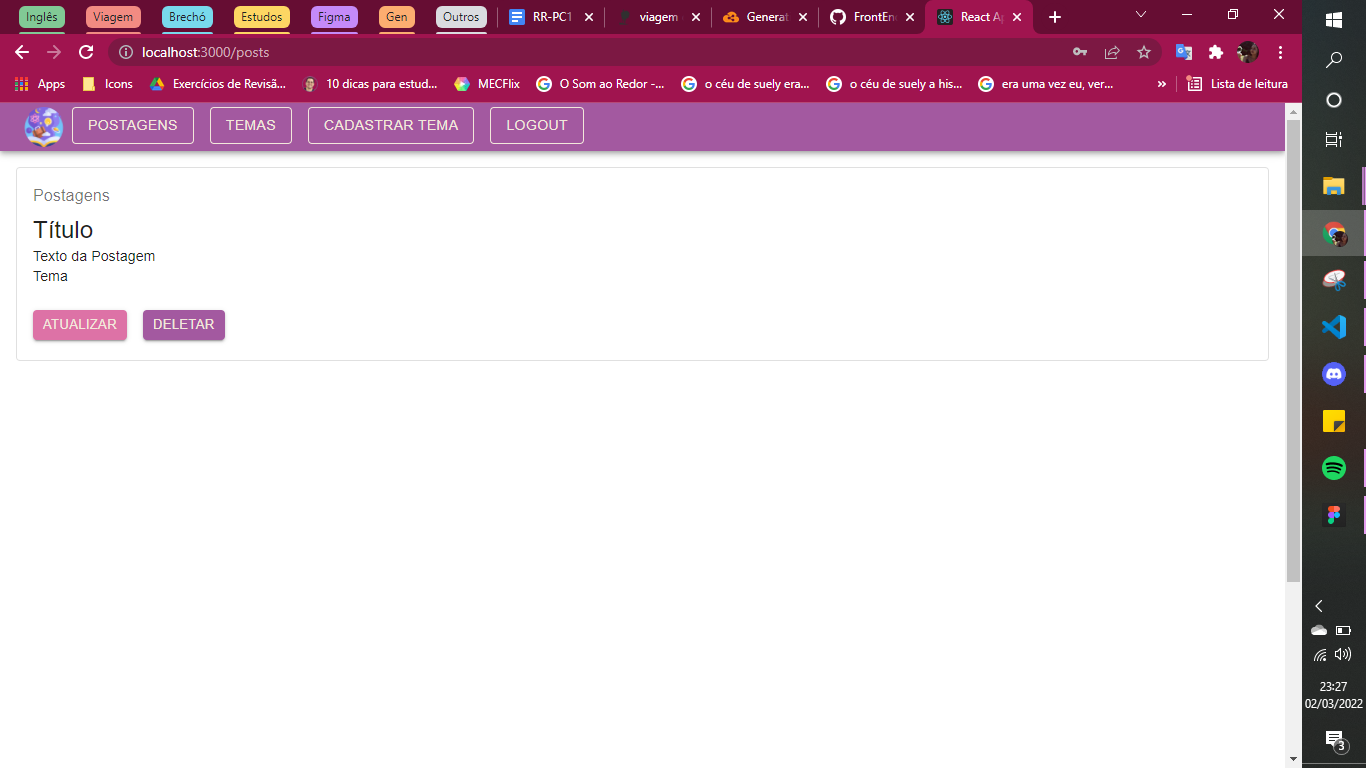 Inglês Viagem Brechó Estudos Figma Gen Outros RR-PC1 viagem Generat FrontEn React Ap
localhost:3000/posts
Apps Icons Exercícios de Revisã... 10 dicas para estud... MECFlix O Som ao Redor -... o céu de suely era... o céu de suely a his... era uma vez eu, ver... » Lista de leitura
POSTAGENS TEMAS CADASTRAR TEMA LOGOUT
Postagens
Título
Texto da Postagem
Tema
ATUALIZAR DELETAR
23:27
02/03/2022
3